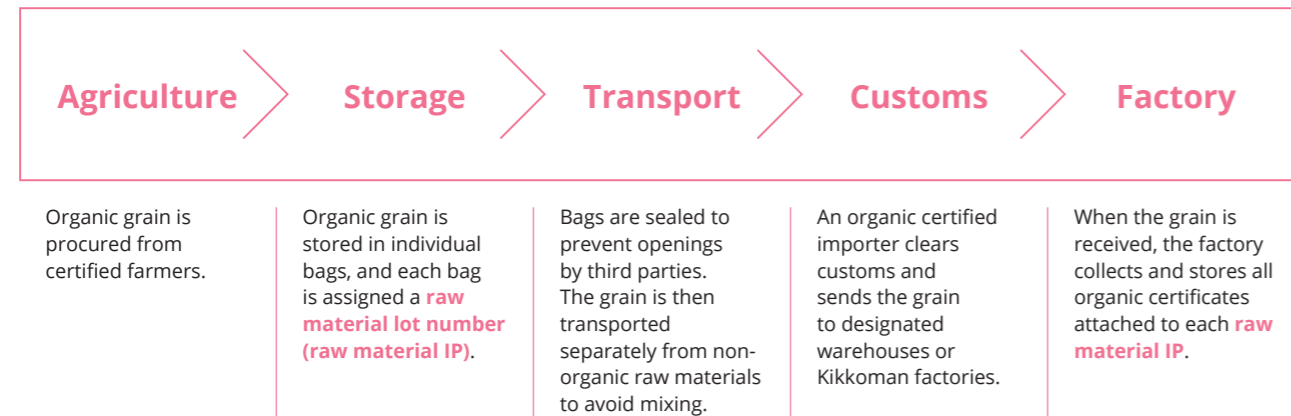 Agriculture
Storage
Transport
Customs
Factory
Organic grain is
procured from
certified farmers.
Organic grain is
stored in individual
bags, and each bag
is assigned a raw
material lot number
(raw material IP).
Bags are sealed to
prevent openings
by third parties.
The grain is then
transported
separately from non-
organic raw materials
to avoid mixing.
An organic certified
importer clears
customs and
sends the grain
to designated
warehouses or
Kikkoman factories.
When the grain is
received, the factory
collects and stores all
organic certificates
attached to each raw
material IP.